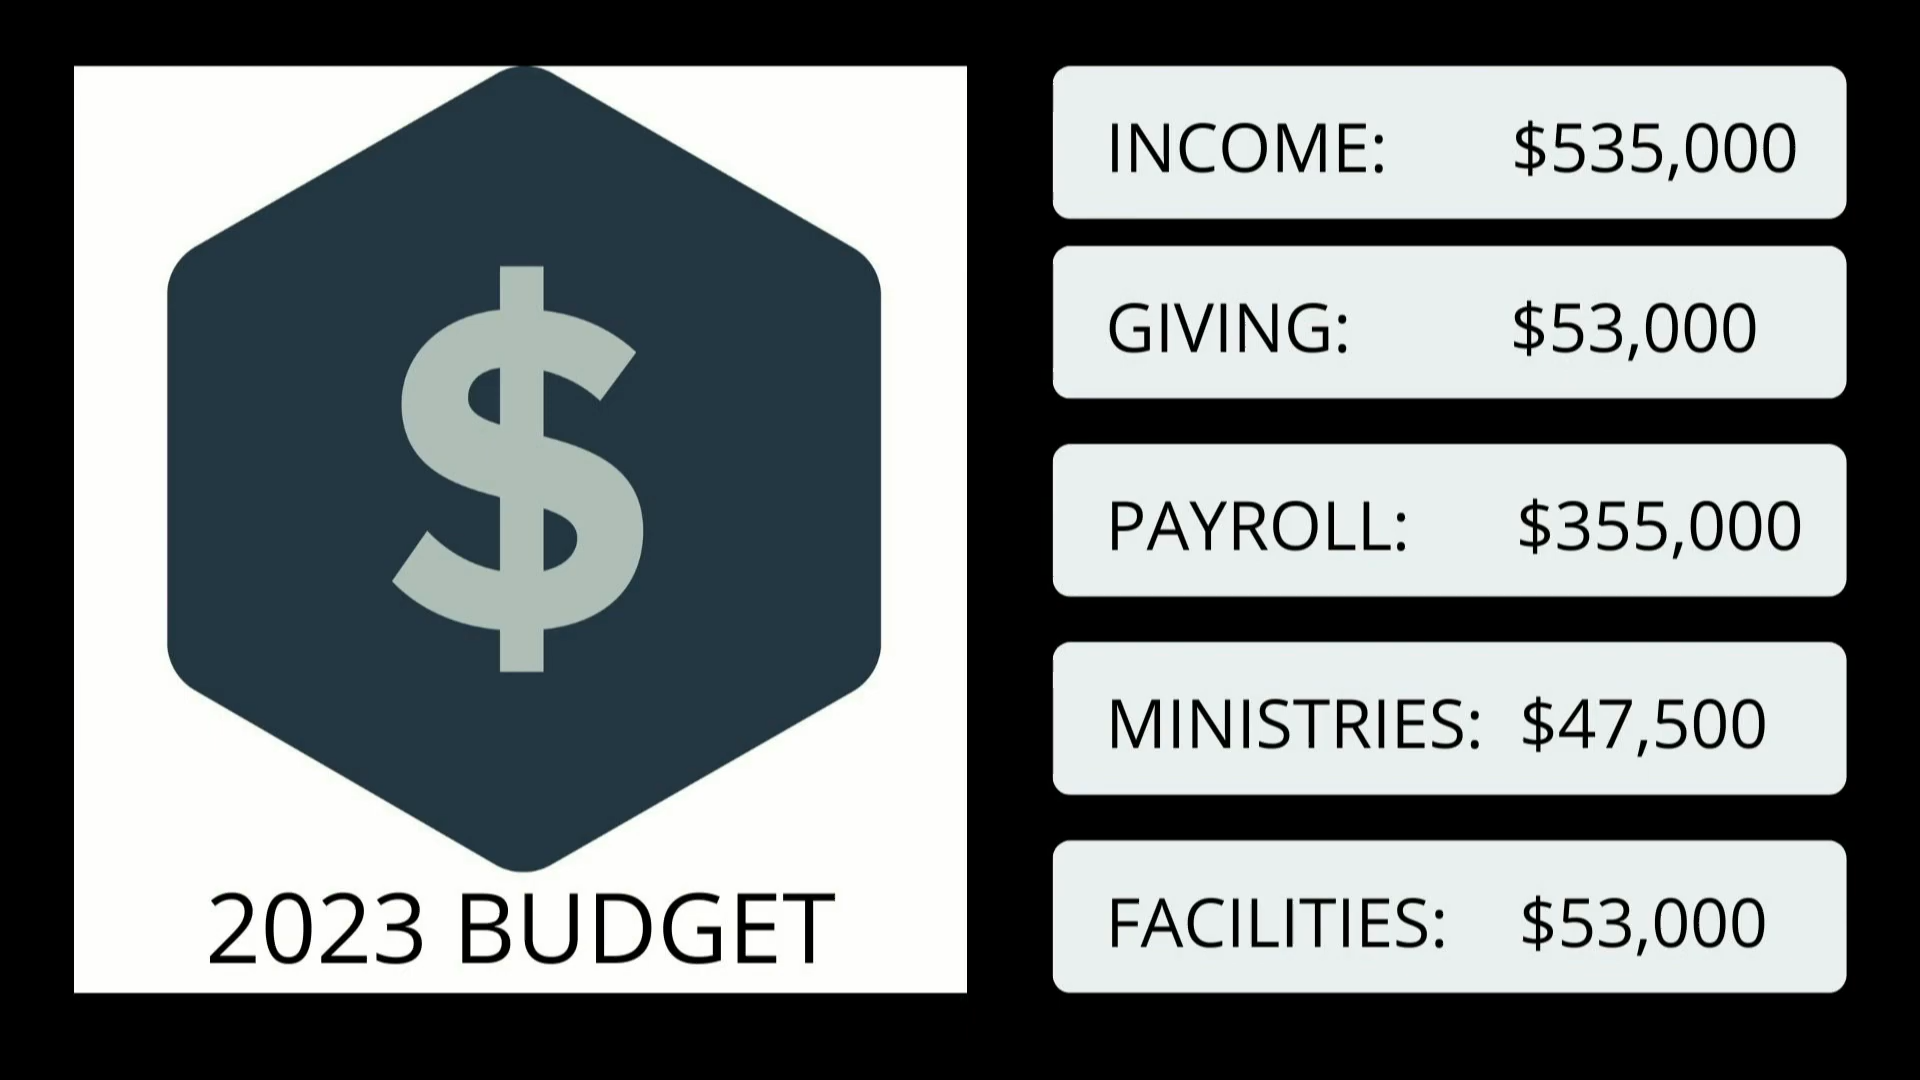 INCOME: $535,000
GIVING: $53,000
PAYROLL: $355,000
MINISTRIES: $47,500
FACILITIES: $53,000
$
2023 BUDGET